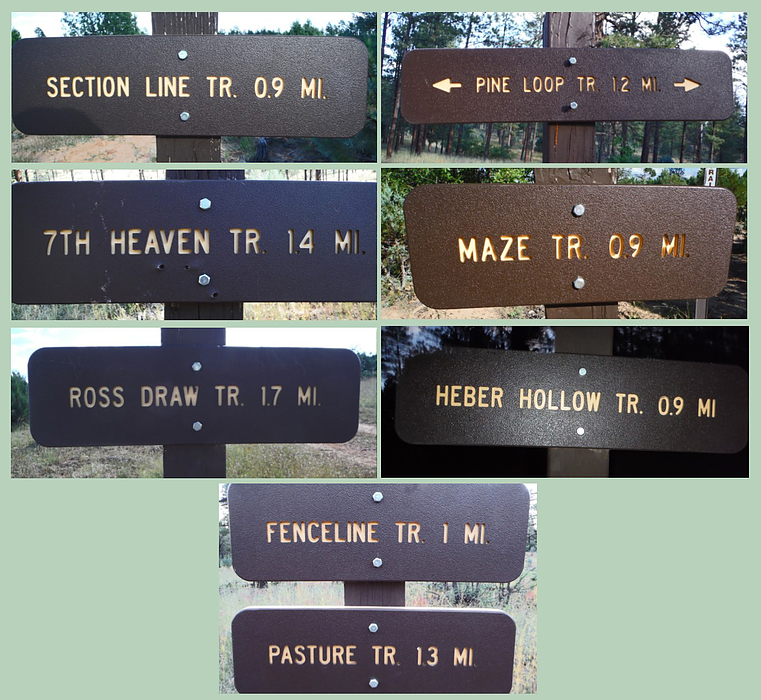 SECTION LINE TR. 0.9 MI.
PINE LOOP TR. 1.2 MI.
7TH HEAVEN TR. 1.4 MI.
RAI
MAZE TR. 0.9 MI.
ROSS DRAW TR. 1.7 MI.
HEBER HOLLOW TR. 0.9 MI
FENCELINE TR. 1 MI.
PASTURE TR. 1.3 MI.